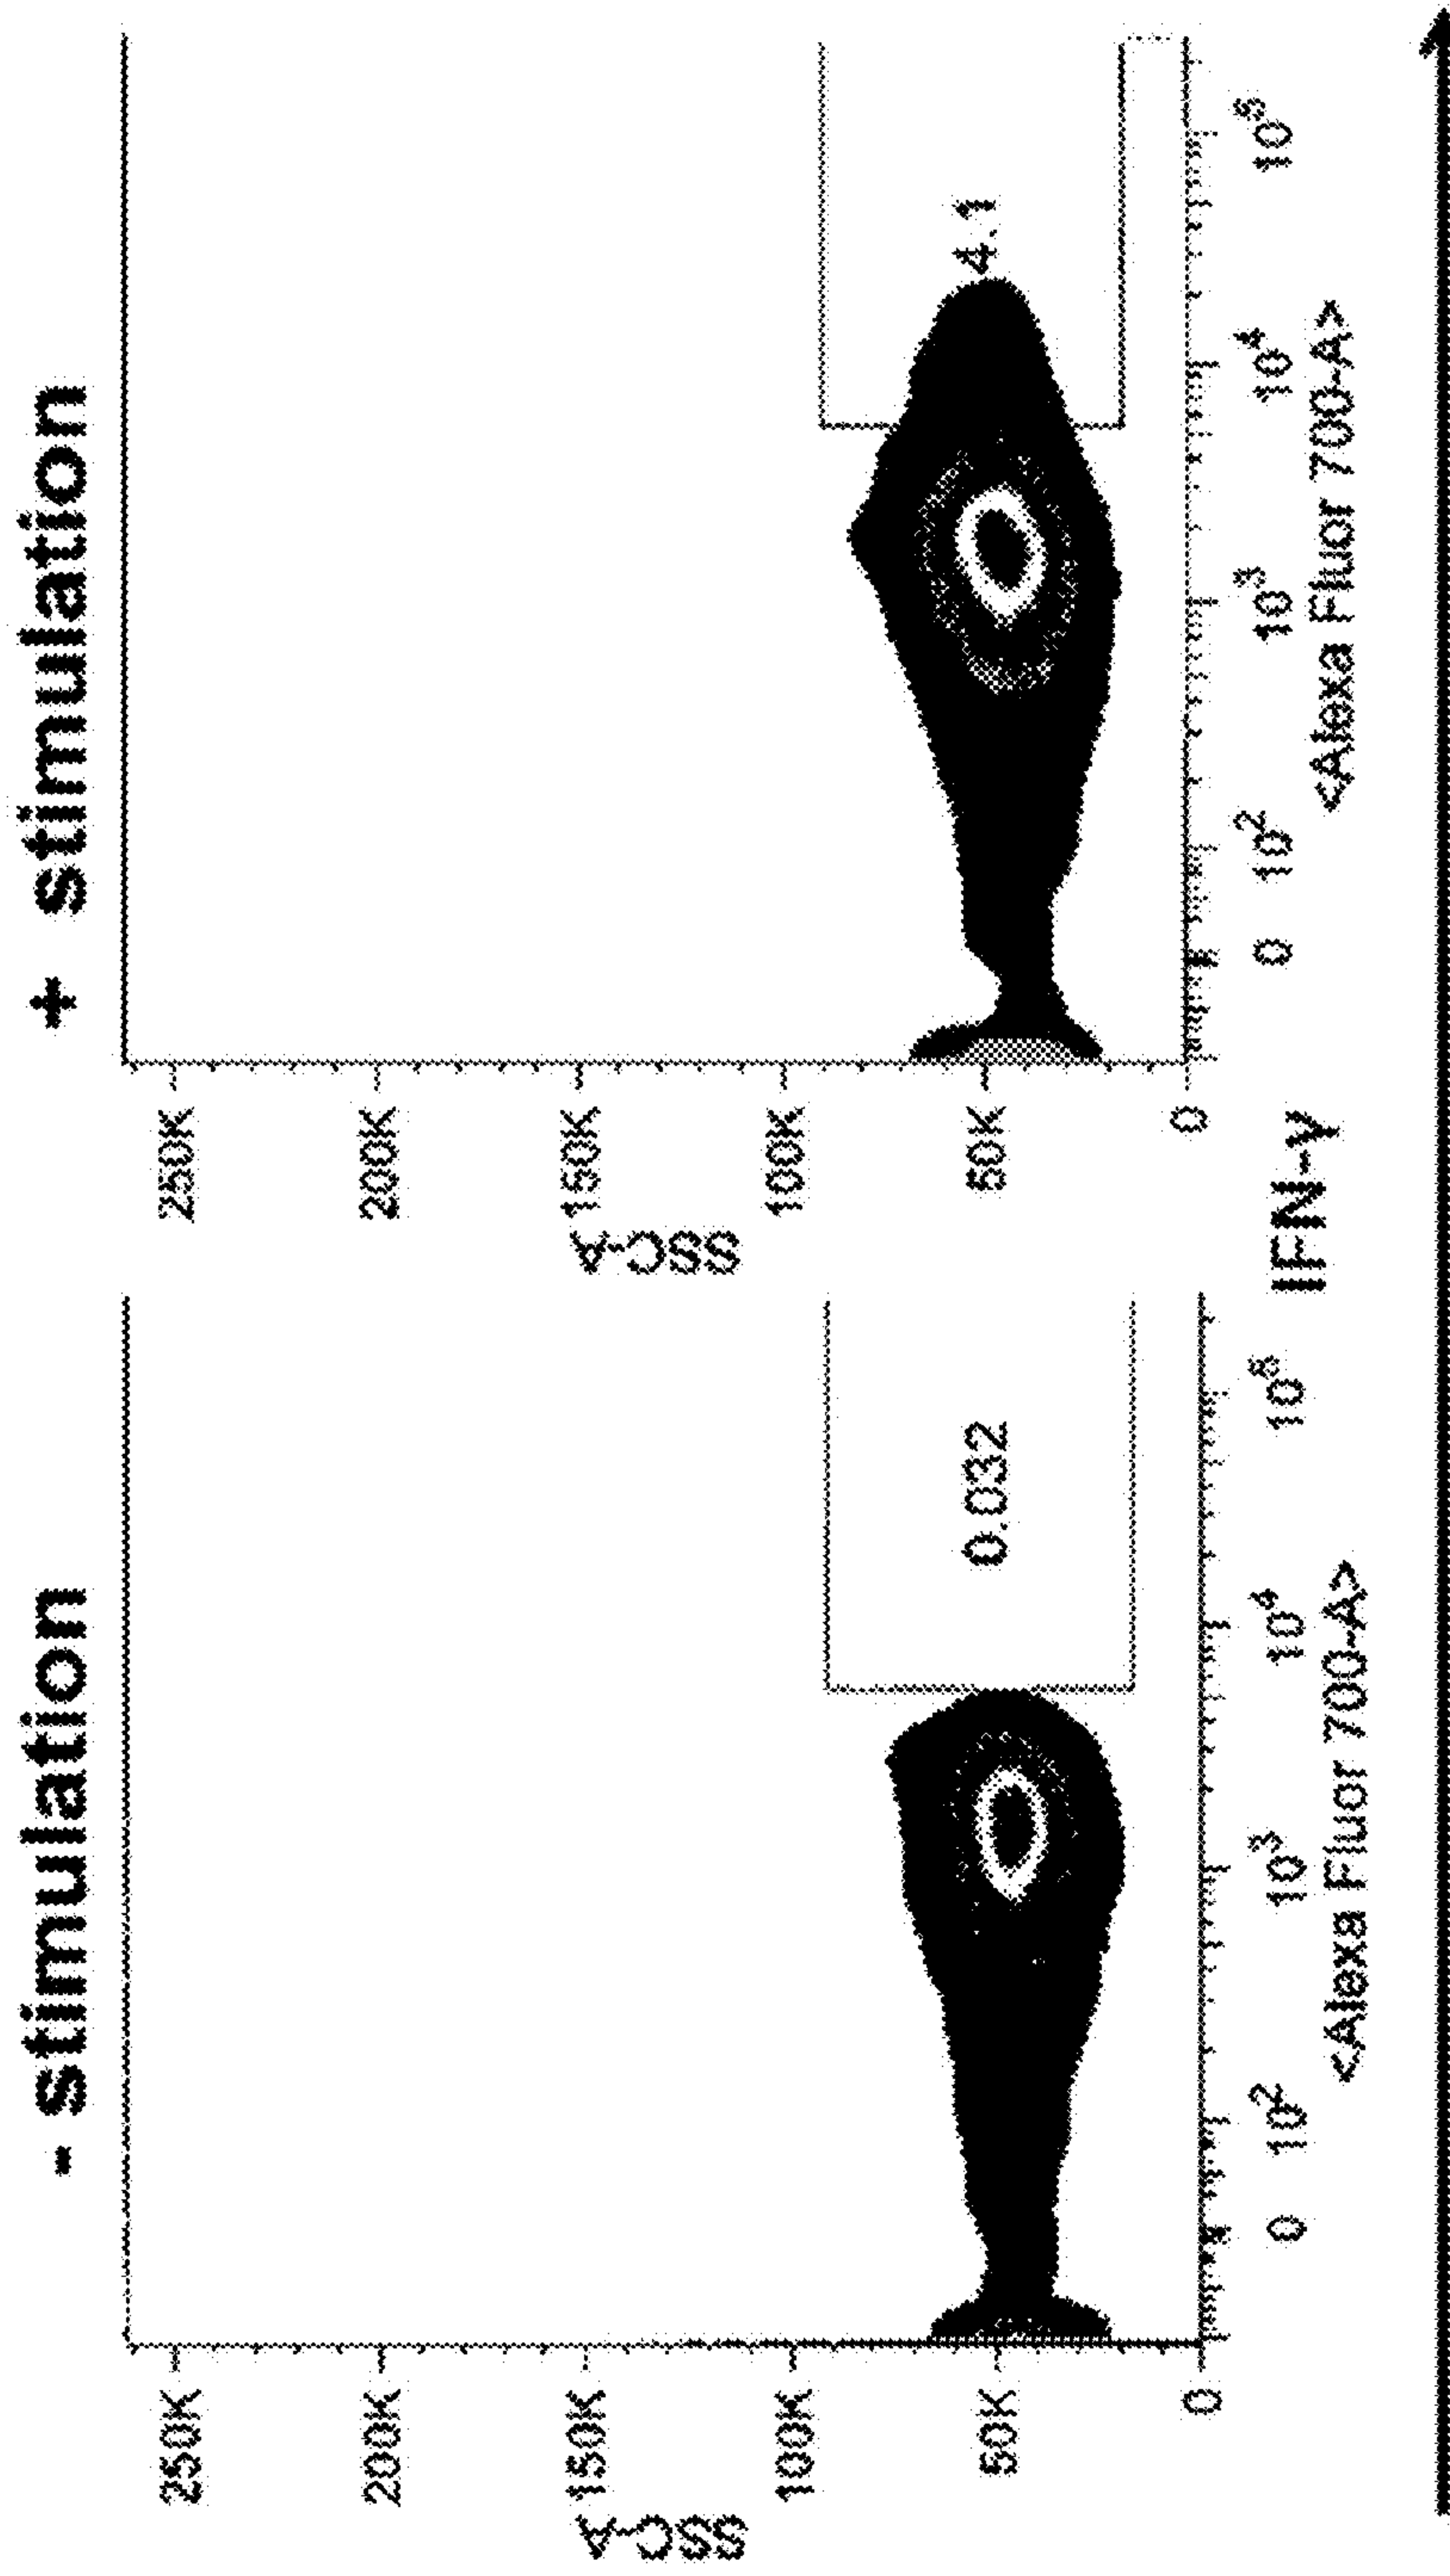 - stimulation
SSC-A
250K
200K
150K
100K
50K
0
0.032
0 10² 10³ 10⁴ 10⁵
<Alexa Fluor 700-A>
+ stimulation
SSC-A
250K
200K
150K
100K
50K
0
4.1
0 10² 10³ 10⁴ 10⁵
<Alexa Fluor 700-A>
IFN-γ